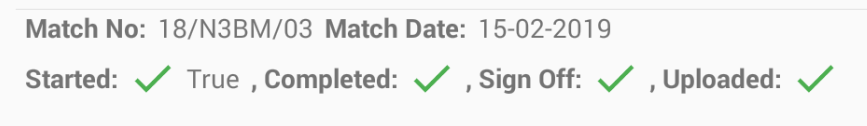 Match No: 18/N3BM/03 Match Date: 15-02-2019
Started: ✓ True , Completed: ✓ , Sign Off: ✓ , Uploaded: ✓